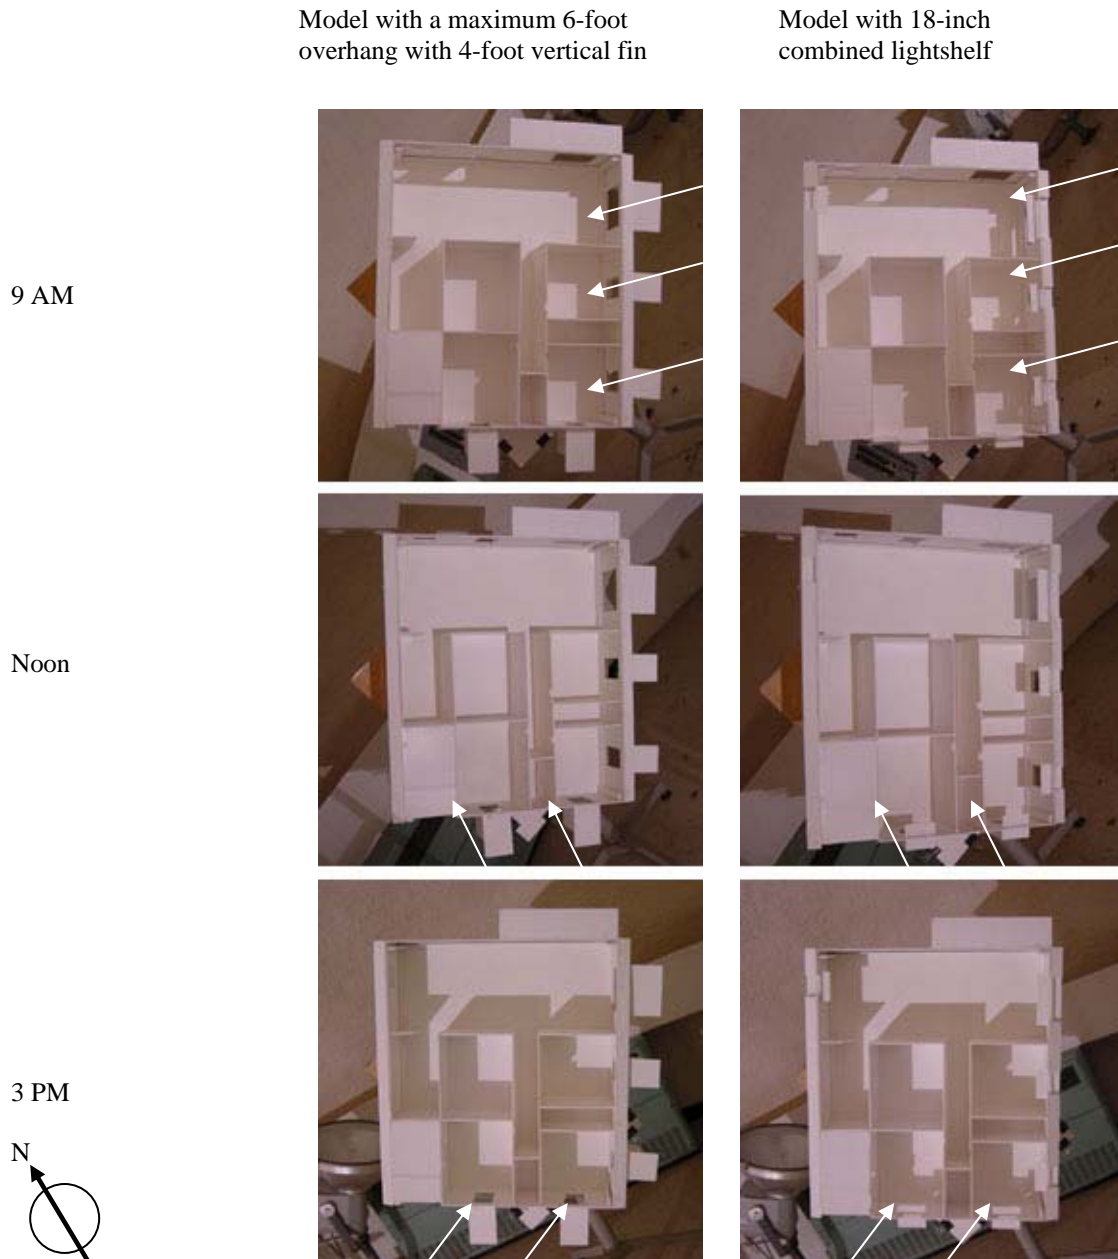 Model with a maximum 6-foot
overhang with 4-foot vertical fin
Model with 18-inch
combined lightshelf
9 AM
Noon
3 PM
N